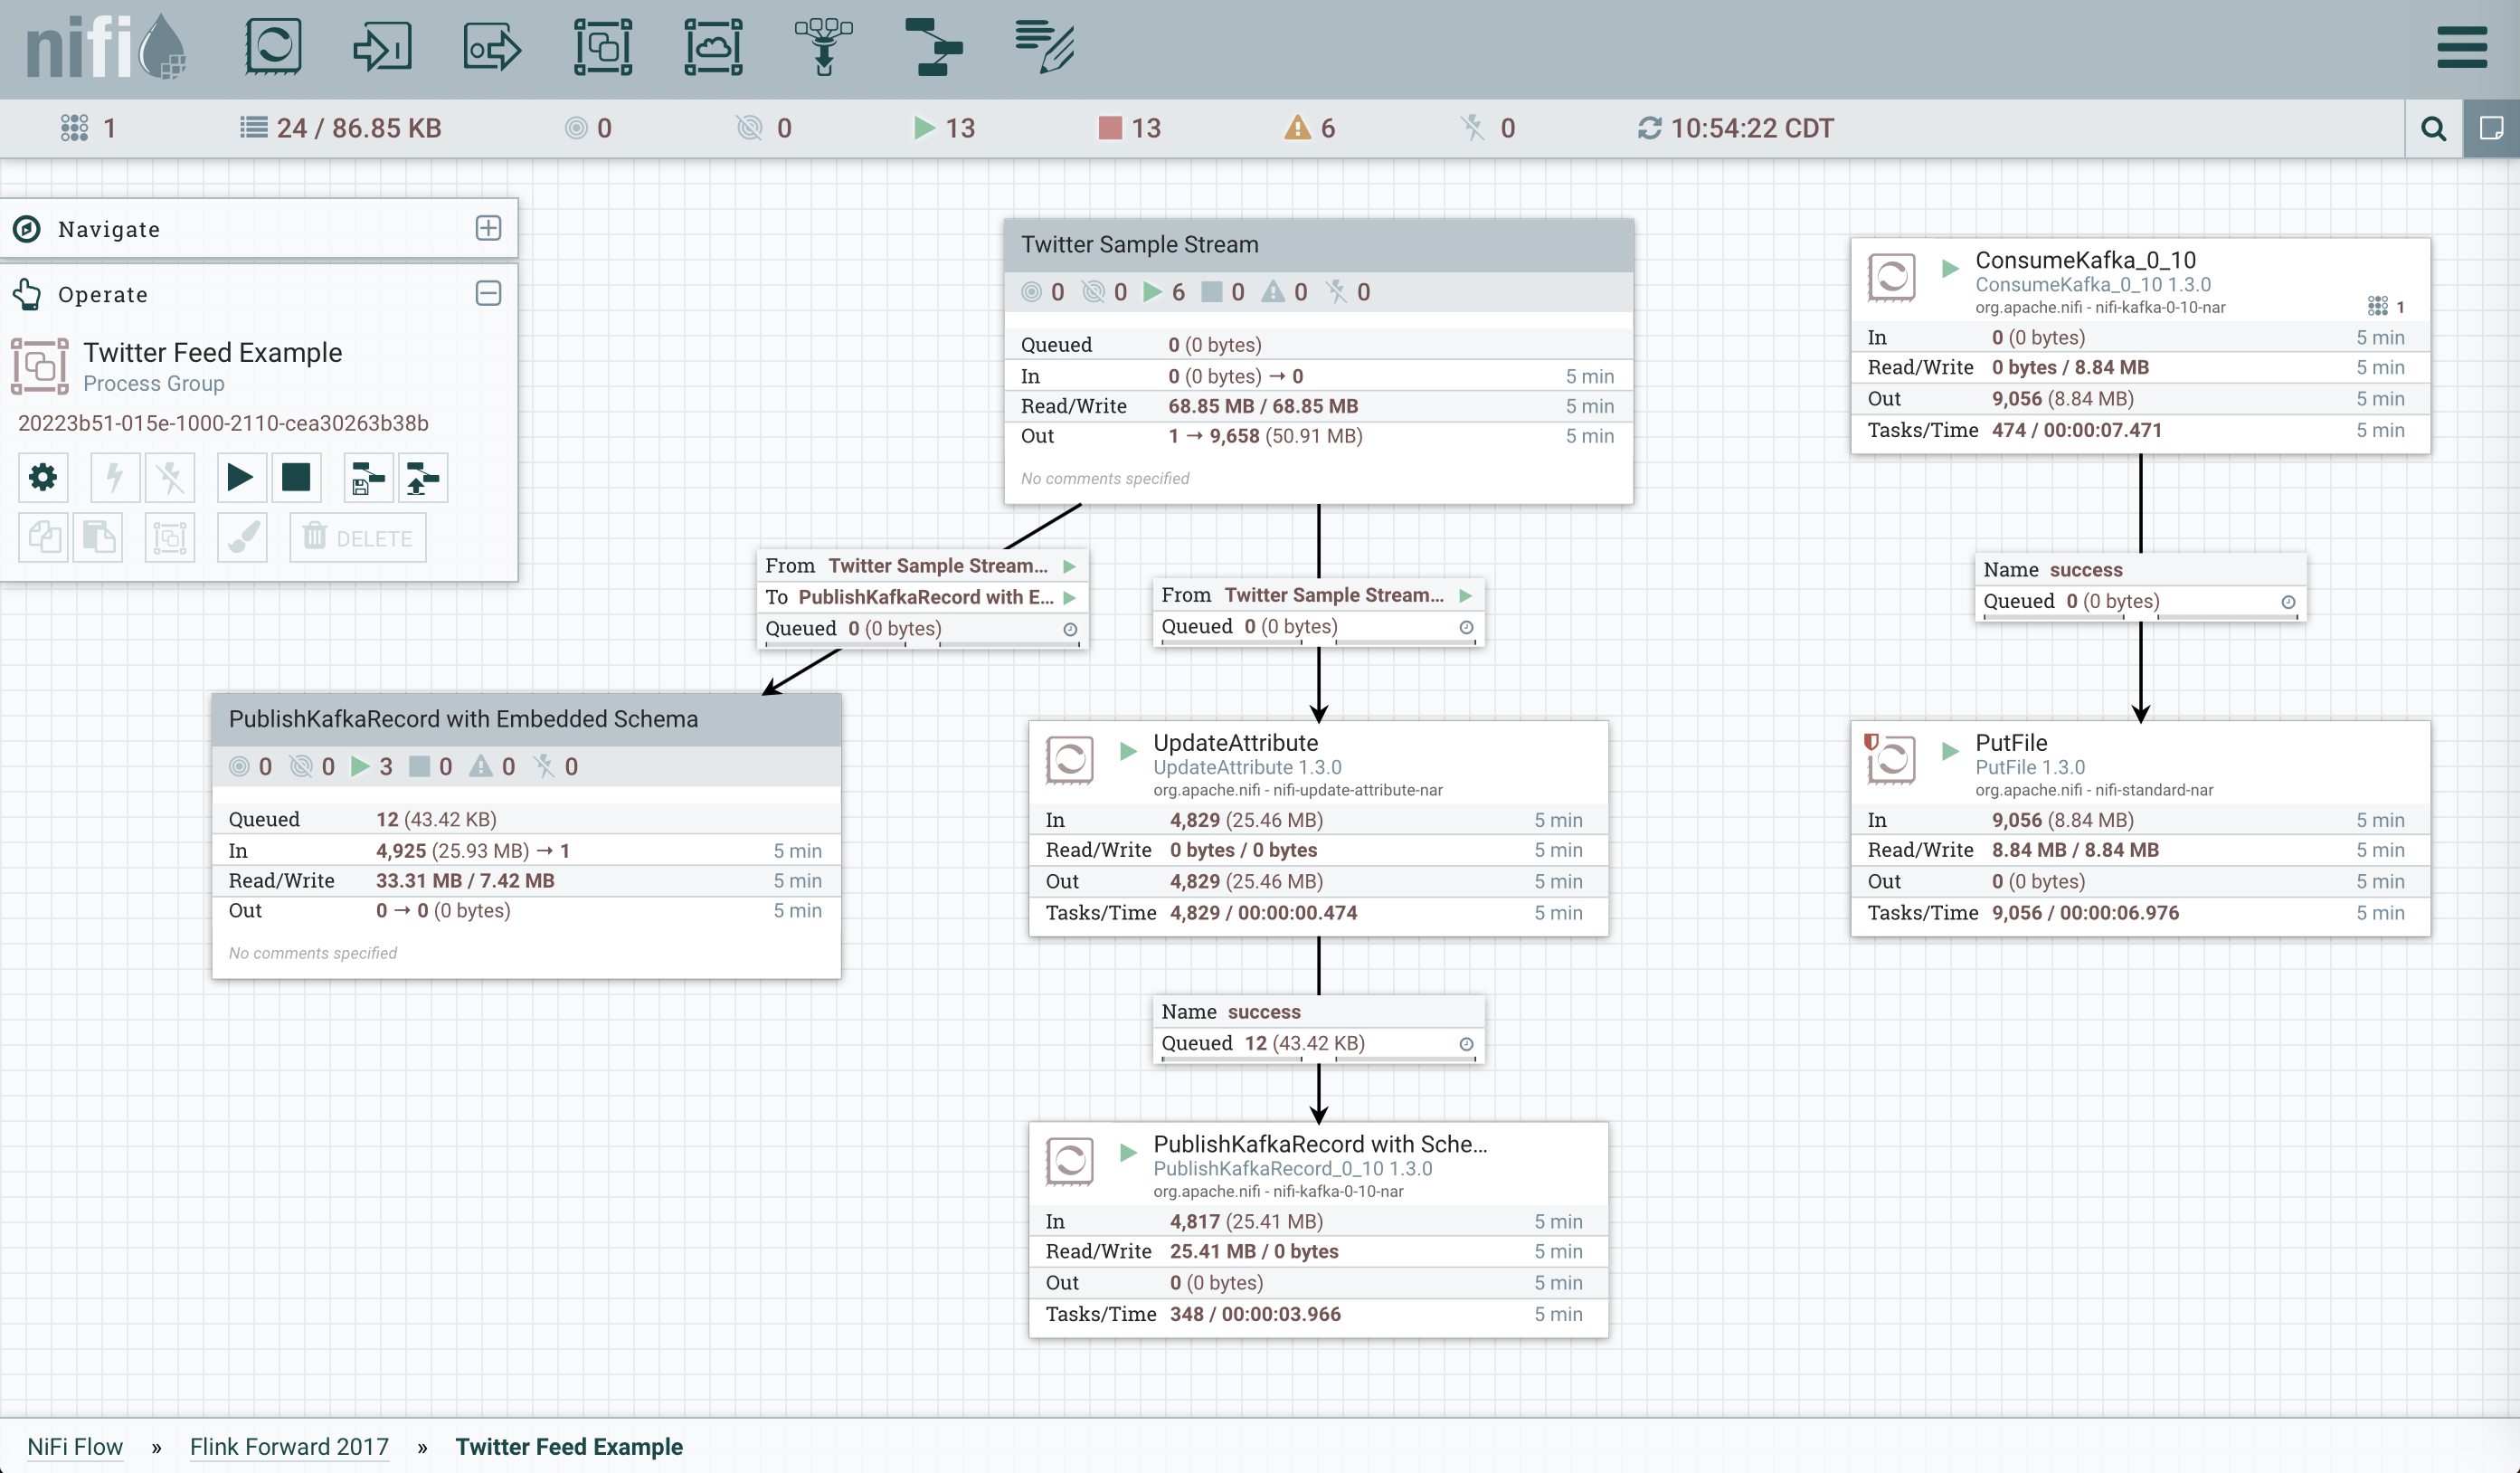 nifi
1 24 / 86.85 KB 0 0 13 13 6 0 10:54:22 CDT
Navigate
Operate
Twitter Feed Example
Process Group
20223b51-015e-1000-2110-cea30263b38b
DELETE
Twitter Sample Stream
0 0 6 0 0 0
Queued 0 (0 bytes)
In 0 (0 bytes) → 0 5 min
Read/Write 68.85 MB / 68.85 MB 5 min
Out 1 → 9,658 (50.91 MB) 5 min
No comments specified
ConsumeKafka_0_10
ConsumeKafka_0_10 1.3.0
org.apache.nifi - nifi-kafka-0-10-nar 1
In 0 (0 bytes) 5 min
Read/Write 0 bytes / 8.84 MB 5 min
Out 9,056 (8.84 MB) 5 min
Tasks/Time 474 / 00:00:07.471 5 min
From Twitter Sample Stream...
To PublishKafkaRecord with E...
Queued 0 (0 bytes)
From Twitter Sample Stream...
Queued 0 (0 bytes)
Name success
Queued 0 (0 bytes)
PublishKafkaRecord with Embedded Schema
0 0 3 0 0 0
Queued 12 (43.42 KB)
In 4,925 (25.93 MB) → 1 5 min
Read/Write 33.31 MB / 7.42 MB 5 min
Out 0 → 0 (0 bytes) 5 min
No comments specified
UpdateAttribute
UpdateAttribute 1.3.0
org.apache.nifi - nifi-update-attribute-nar
In 4,829 (25.46 MB) 5 min
Read/Write 0 bytes / 0 bytes 5 min
Out 4,829 (25.46 MB) 5 min
Tasks/Time 4,829 / 00:00:00.474 5 min
PutFile
PutFile 1.3.0
org.apache.nifi - nifi-standard-nar
In 9,056 (8.84 MB) 5 min
Read/Write 8.84 MB / 8.84 MB 5 min
Out 0 (0 bytes) 5 min
Tasks/Time 9,056 / 00:00:06.976 5 min
Name success
Queued 12 (43.42 KB)
PublishKafkaRecord with Sche...
PublishKafkaRecord_0_10 1.3.0
org.apache.nifi - nifi-kafka-0-10-nar
In 4,817 (25.41 MB) 5 min
Read/Write 25.41 MB / 0 bytes 5 min
Out 0 (0 bytes) 5 min
Tasks/Time 348 / 00:00:03.966 5 min
NiFi Flow » Flink Forward 2017 » Twitter Feed Example